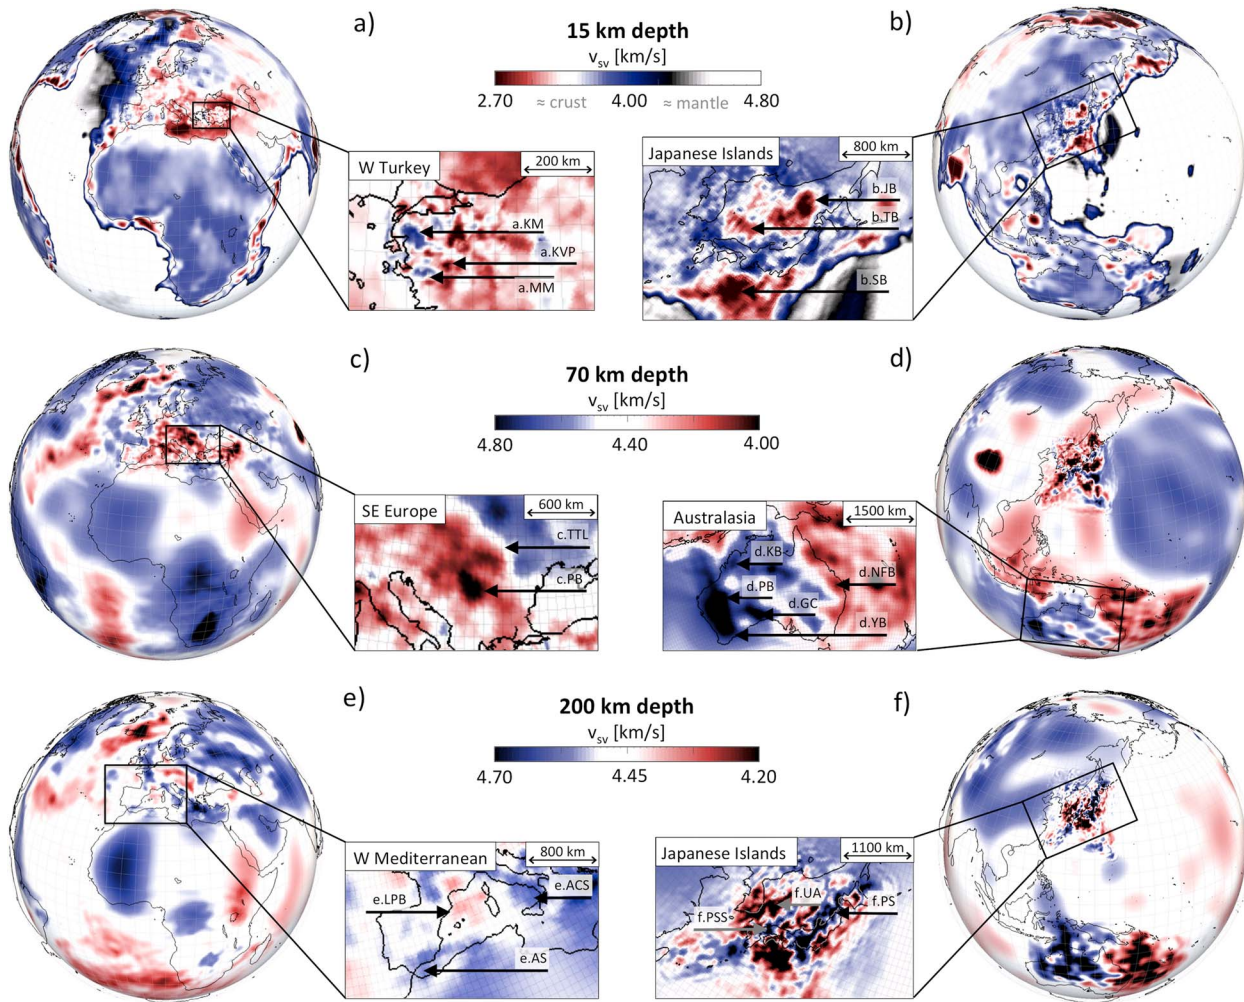 a)
15 km depth
b)
v_sv [km/s]
2.70 ≈ crust 4.00 ≈ mantle 4.80
W Turkey
200 km
a.KM
a.KVP
a.MM
Japanese Islands
800 km
b.JB
b.TB
b.SB
c)
70 km depth
d)
v_sv [km/s]
4.80 4.40 4.00
SE Europe
600 km
c.TTL
c.PB
Australasia
1500 km
d.KB
d.PB
d.NFB
d.GC
d.YB
e)
200 km depth
f)
v_sv [km/s]
4.70 4.45 4.20
W Mediterranean
800 km
e.ACS
e.LPB
e.AS
Japanese Islands
1100 km
f.UA
f.PS
f.PSS